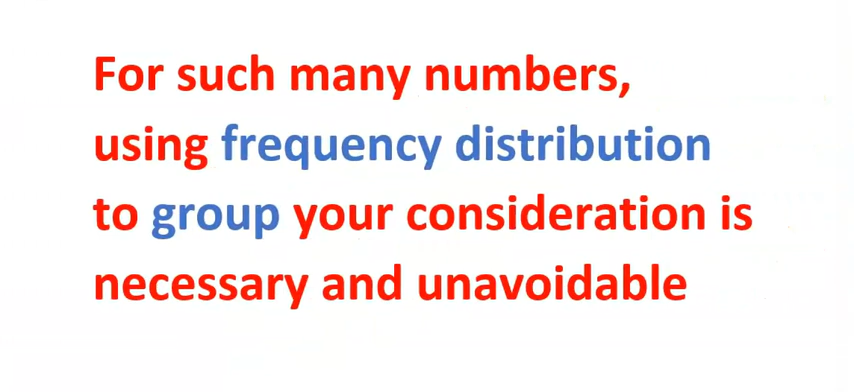 For such many numbers,
using frequency distribution
to group your consideration is
necessary and unavoidable